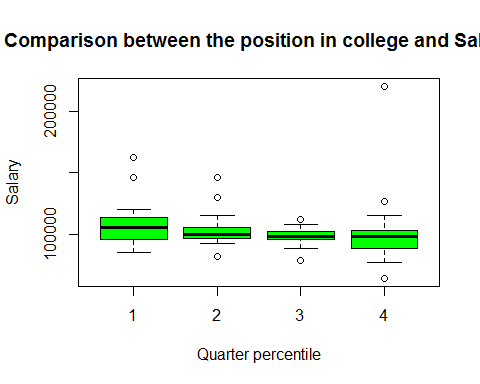 Comparison between the position in college and Sal
200000
100000
Salary
1 2 3 4
Quarter percentile